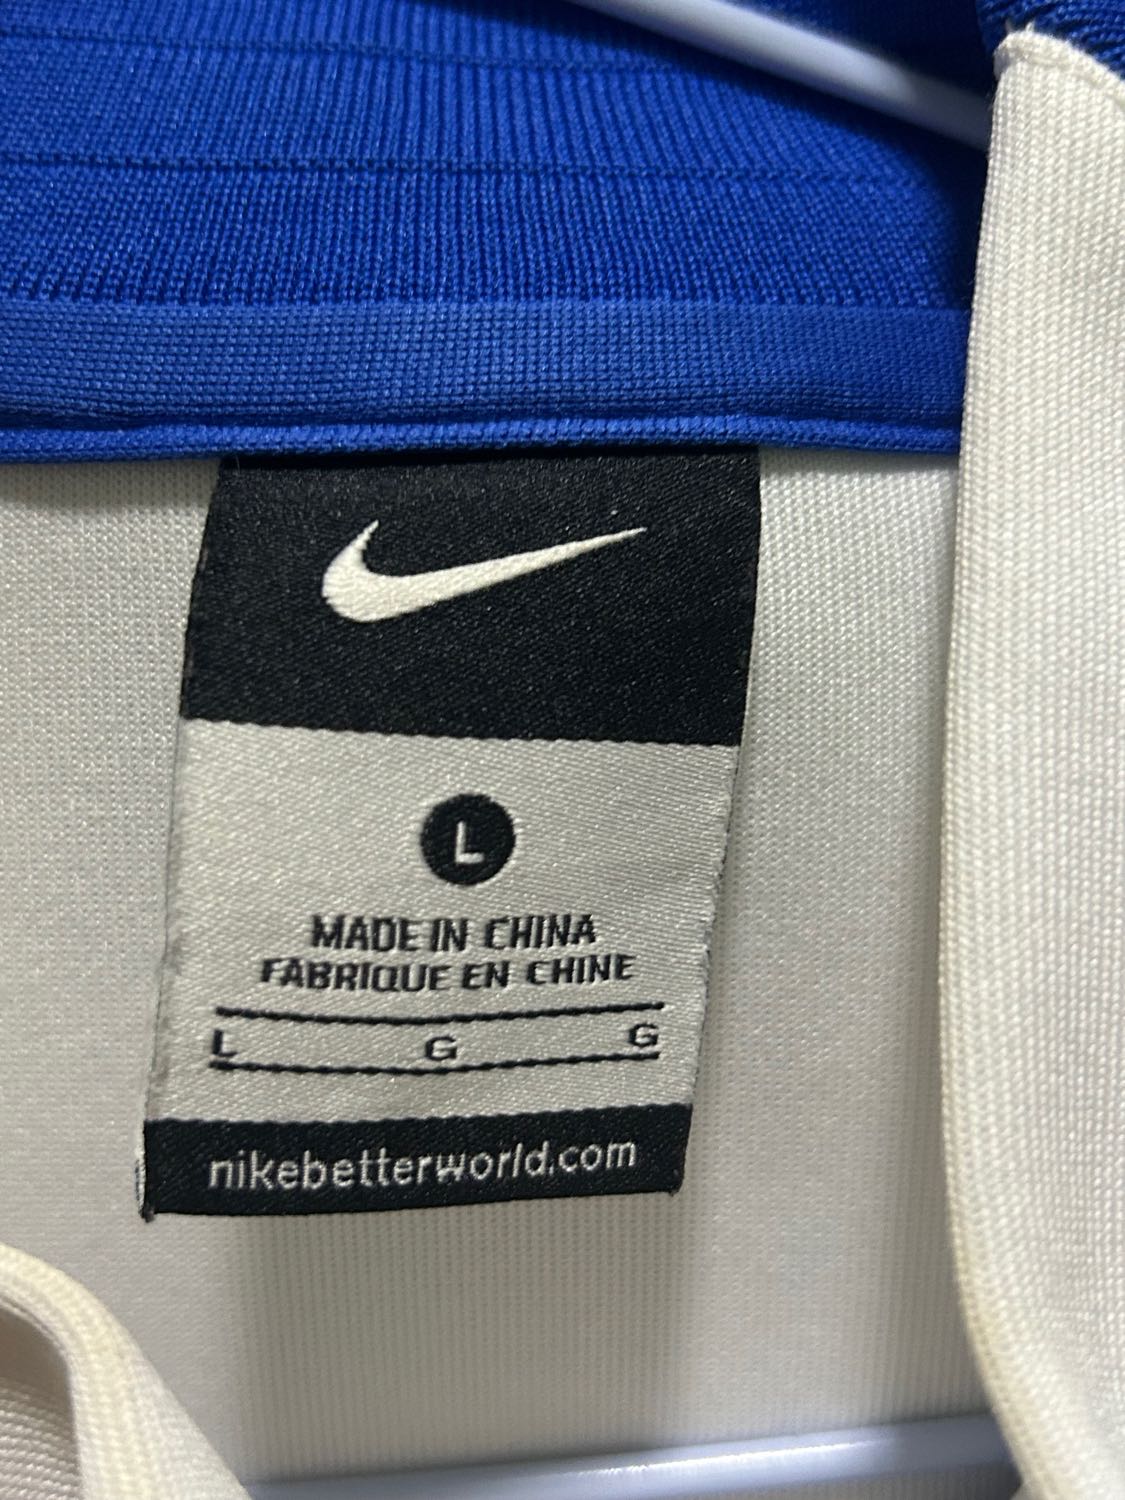 L
MADE IN CHINA
FABRIQUE EN CHINE
L G G
nikebetterworld.com